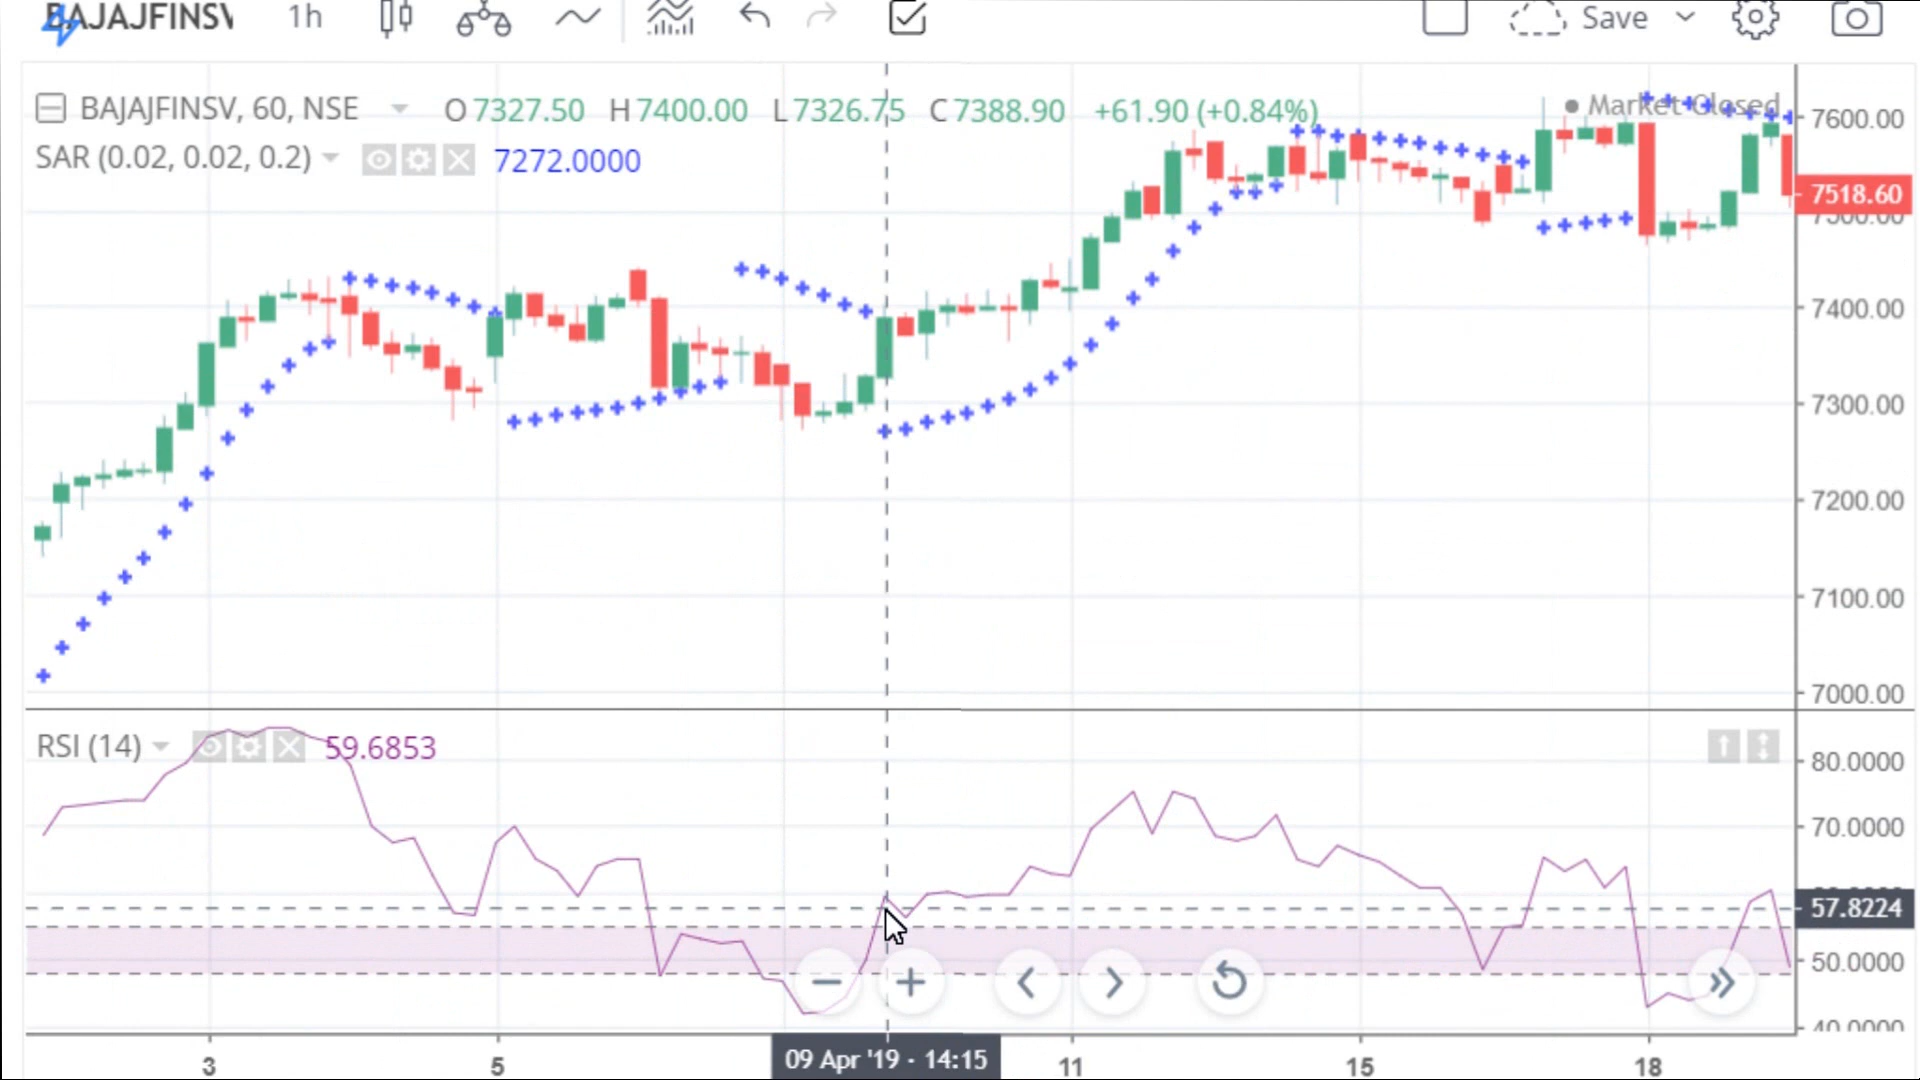 BAJAJFINSV 1h Save
BAJAJFINSV, 60, NSE O 7327.50 H 7400.00 L 7326.75 C 7388.90 +61.90 (+0.84%) Market Closed
SAR (0.02, 0.02, 0.2) 7272.0000
7600.00
7518.60
7500.00
7400.00
7300.00
7200.00
7100.00
7000.00
RSI (14) 59.6853
80.0000
70.0000
57.8224
50.0000
40.0000
3 5 09 Apr '19 - 14:15 11 15 18